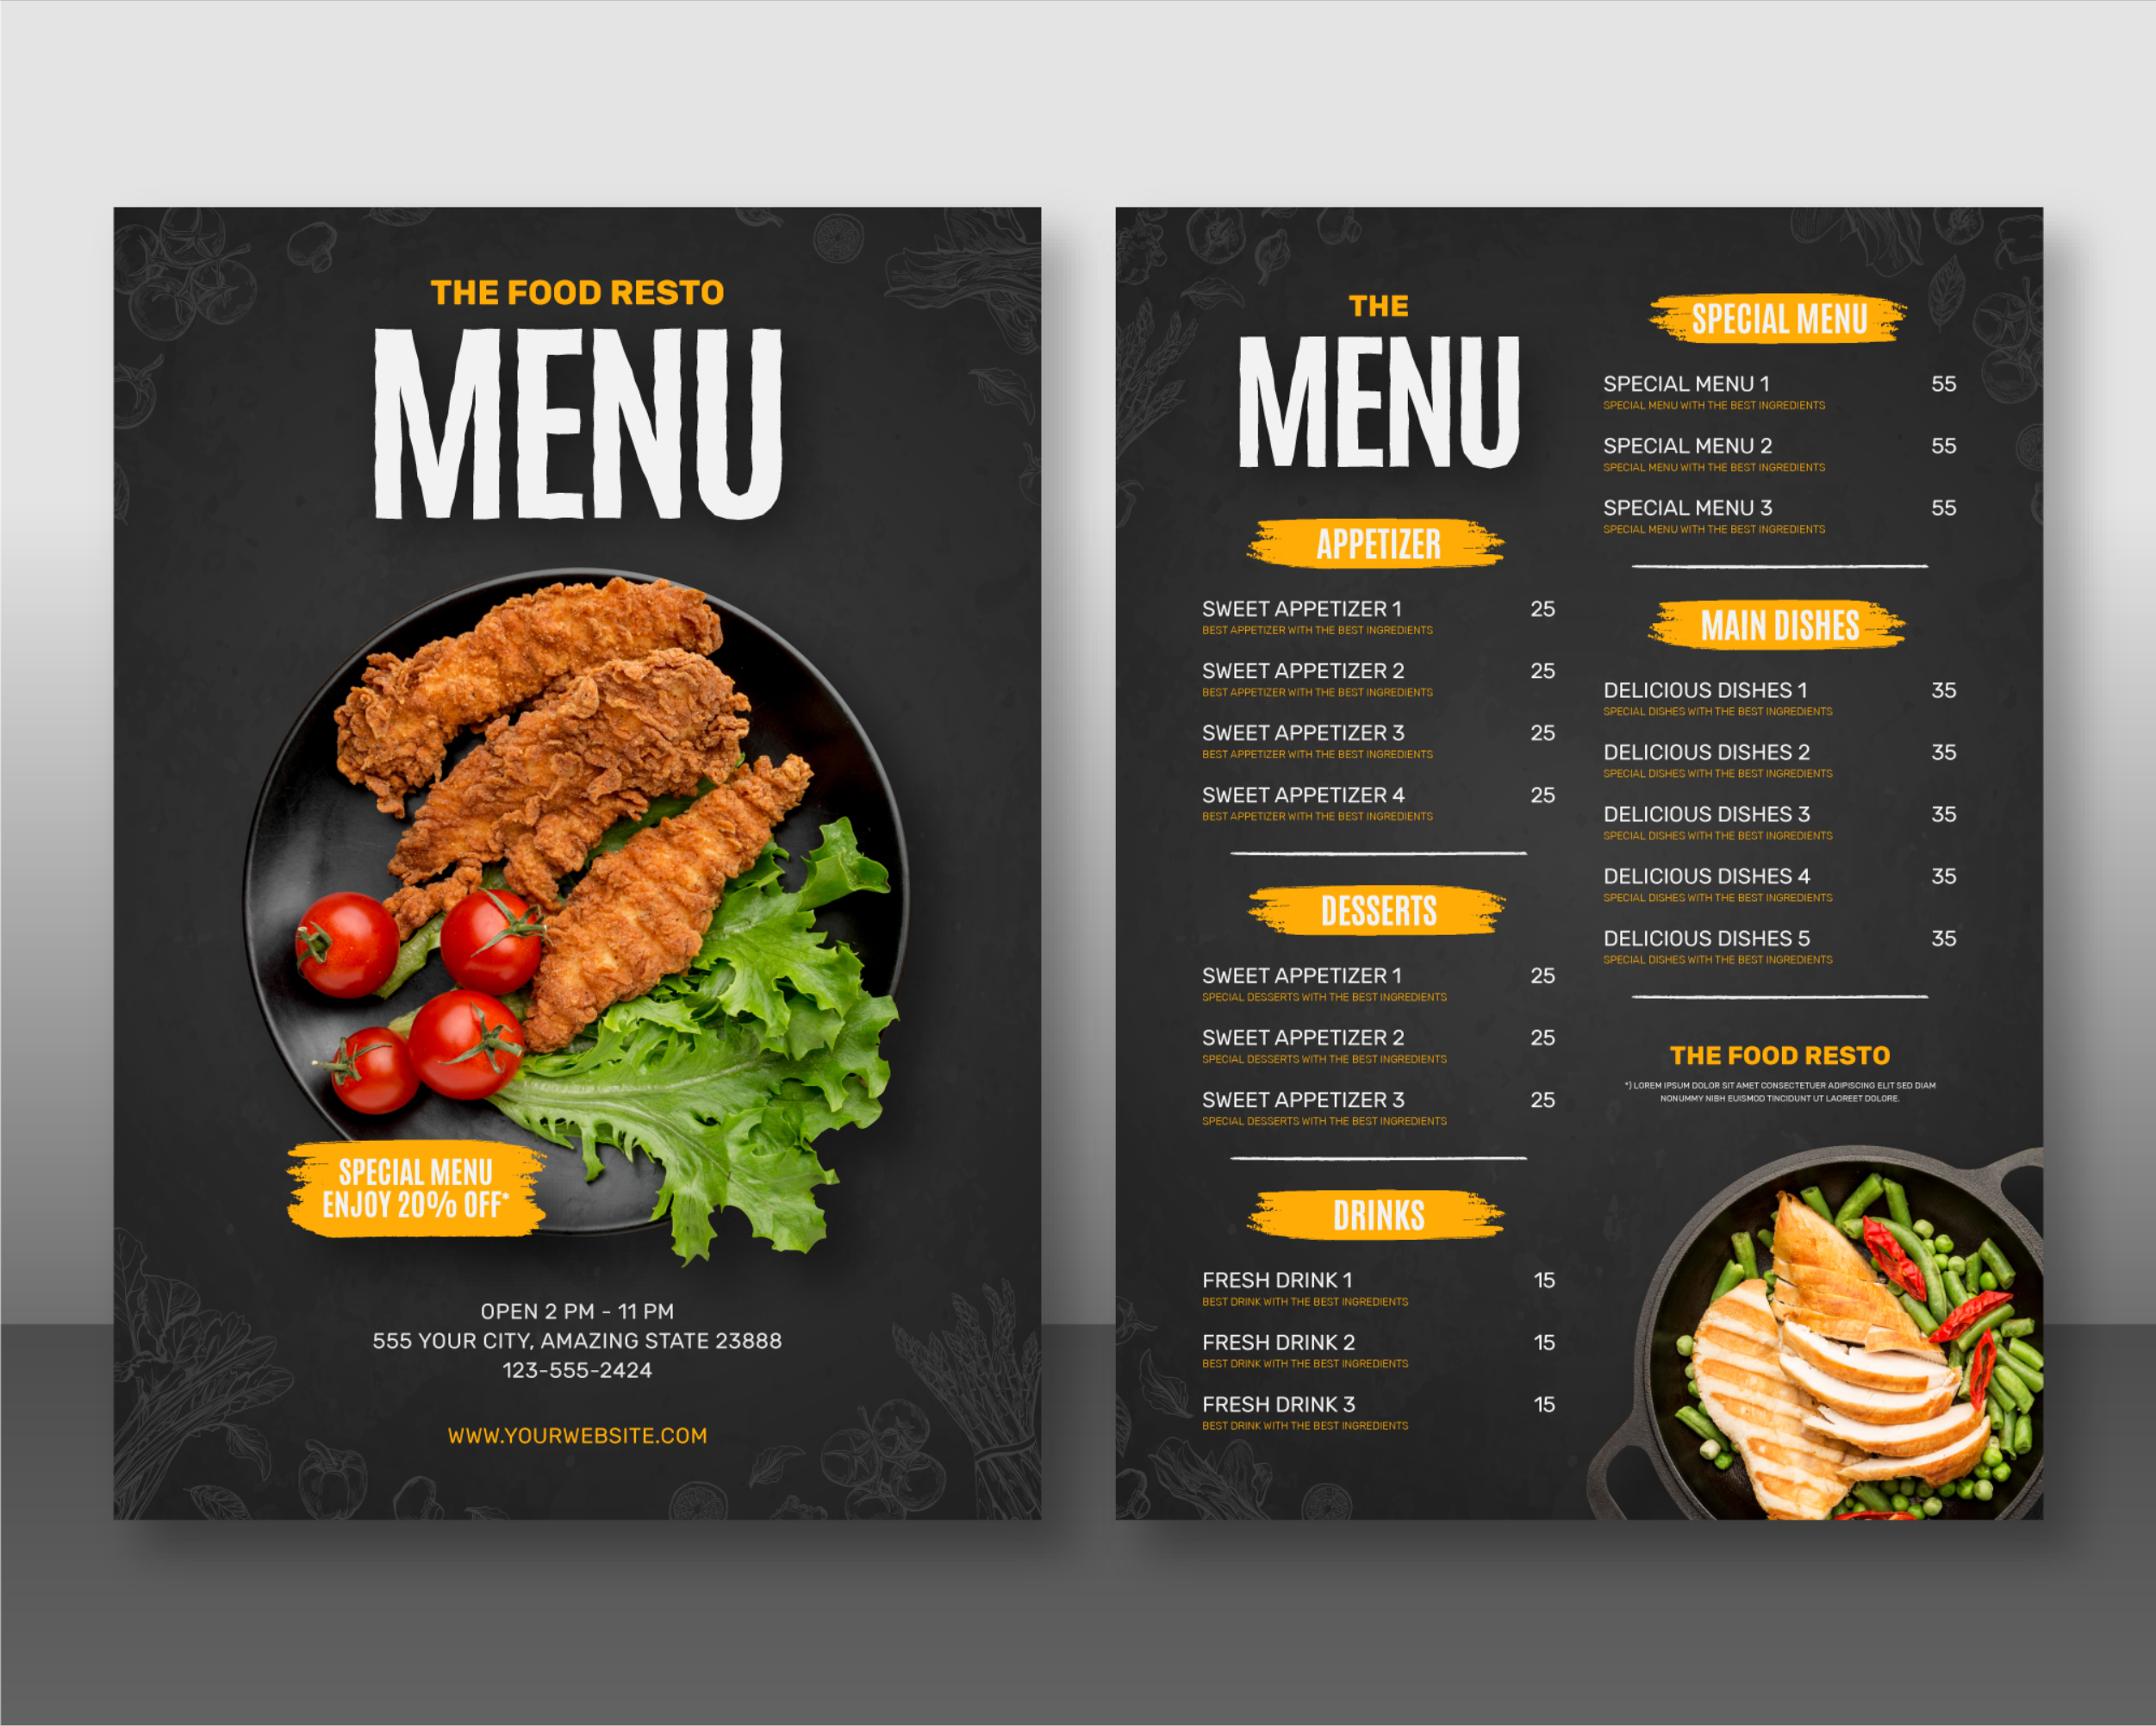 THE FOOD RESTO
MENU
SPECIAL MENU
ENJOY 20% OFF*
OPEN 2 PM - 11 PM
555 YOUR CITY, AMAZING STATE 23888
123-555-2424
WWW.YOURWEBSITE.COM
THE
MENU
APPETIZER
SWEET APPETIZER 1 25
BEST APPETIZER WITH THE BEST INGREDIENTS
SWEET APPETIZER 2 25
BEST APPETIZER WITH THE BEST INGREDIENTS
SWEET APPETIZER 3 25
BEST APPETIZER WITH THE BEST INGREDIENTS
SWEET APPETIZER 4 25
BEST APPETIZER WITH THE BEST INGREDIENTS
DESSERTS
SWEET APPETIZER 1 25
SPECIAL DESSERTS WITH THE BEST INGREDIENTS
SWEET APPETIZER 2 25
SPECIAL DESSERTS WITH THE BEST INGREDIENTS
SWEET APPETIZER 3 25
SPECIAL DESSERTS WITH THE BEST INGREDIENTS
DRINKS
FRESH DRINK 1 15
BEST DRINK WITH THE BEST INGREDIENTS
FRESH DRINK 2 15
BEST DRINK WITH THE BEST INGREDIENTS
FRESH DRINK 3 15
BEST DRINK WITH THE BEST INGREDIENTS
SPECIAL MENU
SPECIAL MENU 1 55
SPECIAL MENU WITH THE BEST INGREDIENTS
SPECIAL MENU 2 55
SPECIAL MENU WITH THE BEST INGREDIENTS
SPECIAL MENU 3 55
SPECIAL MENU WITH THE BEST INGREDIENTS
MAIN DISHES
DELICIOUS DISHES 1 35
SPECIAL DISHES WITH THE BEST INGREDIENTS
DELICIOUS DISHES 2 35
SPECIAL DISHES WITH THE BEST INGREDIENTS
DELICIOUS DISHES 3 35
SPECIAL DISHES WITH THE BEST INGREDIENTS
DELICIOUS DISHES 4 35
SPECIAL DISHES WITH THE BEST INGREDIENTS
DELICIOUS DISHES 5 35
SPECIAL DISHES WITH THE BEST INGREDIENTS
THE FOOD RESTO
*) LOREM IPSUM DOLOR SIT AMET CONSECTETUER ADIPISCING ELIT SED DIAM
NONUMMY NIBH EUISMOD TINCIDUNT UT LAOREET DOLORE.